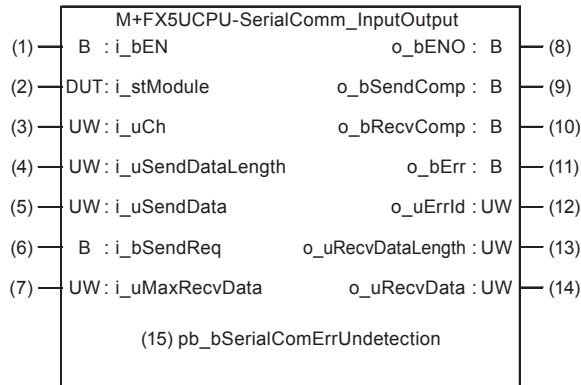 M+FX5UCPU-SerialComm_InputOutput
(1) B : i_bEN o_bENO : B (8)
(2) DUT: i_stModule o_bSendComp : B (9)
(3) UW : i_uCh o_bRecvComp : B (10)
(4) UW : i_uSendDataLength o_bErr : B (11)
(5) UW : i_uSendData o_uErrId : UW (12)
(6) B : i_bSendReq o_uRecvDataLength : UW (13)
(7) UW : i_uMaxRecvData o_uRecvData : UW (14)
(15) pb_bSerialComErrUndetection